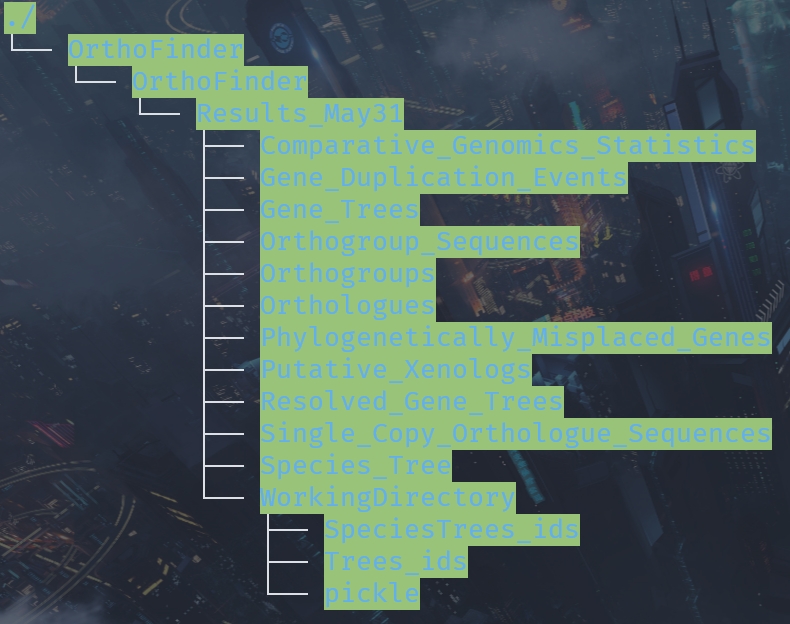 ./
OrthoFinder
OrthoFinder
Results_May31
Comparative_Genomics_Statistics
Gene_Duplication_Events
Gene_Trees
Orthogroup_Sequences
Orthogroups
Orthologues
Phylogenetically_Misplaced_Genes
Putative_Xenologs
Resolved_Gene_Trees
Single_Copy_Orthologue_Sequences
Species_Tree
WorkingDirectory
SpeciesTrees_ids
Trees_ids
pickle